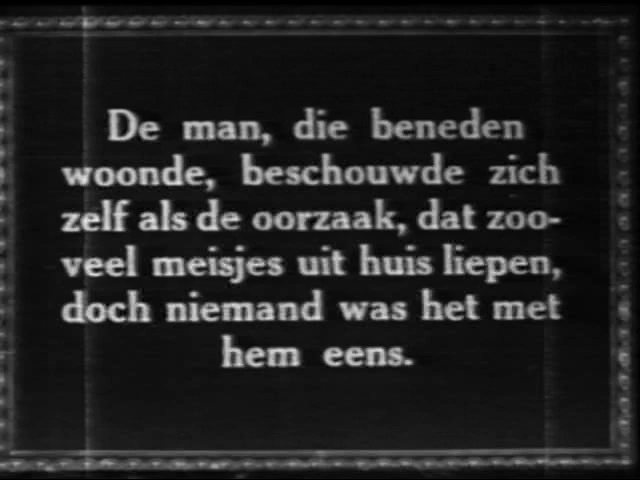 De man, die beneden
woonde, beschouwde zich
zelf als de oorzaak, dat zoo-
veel meisjes uit huis liepen,
doch niemand was het met
hem eens.